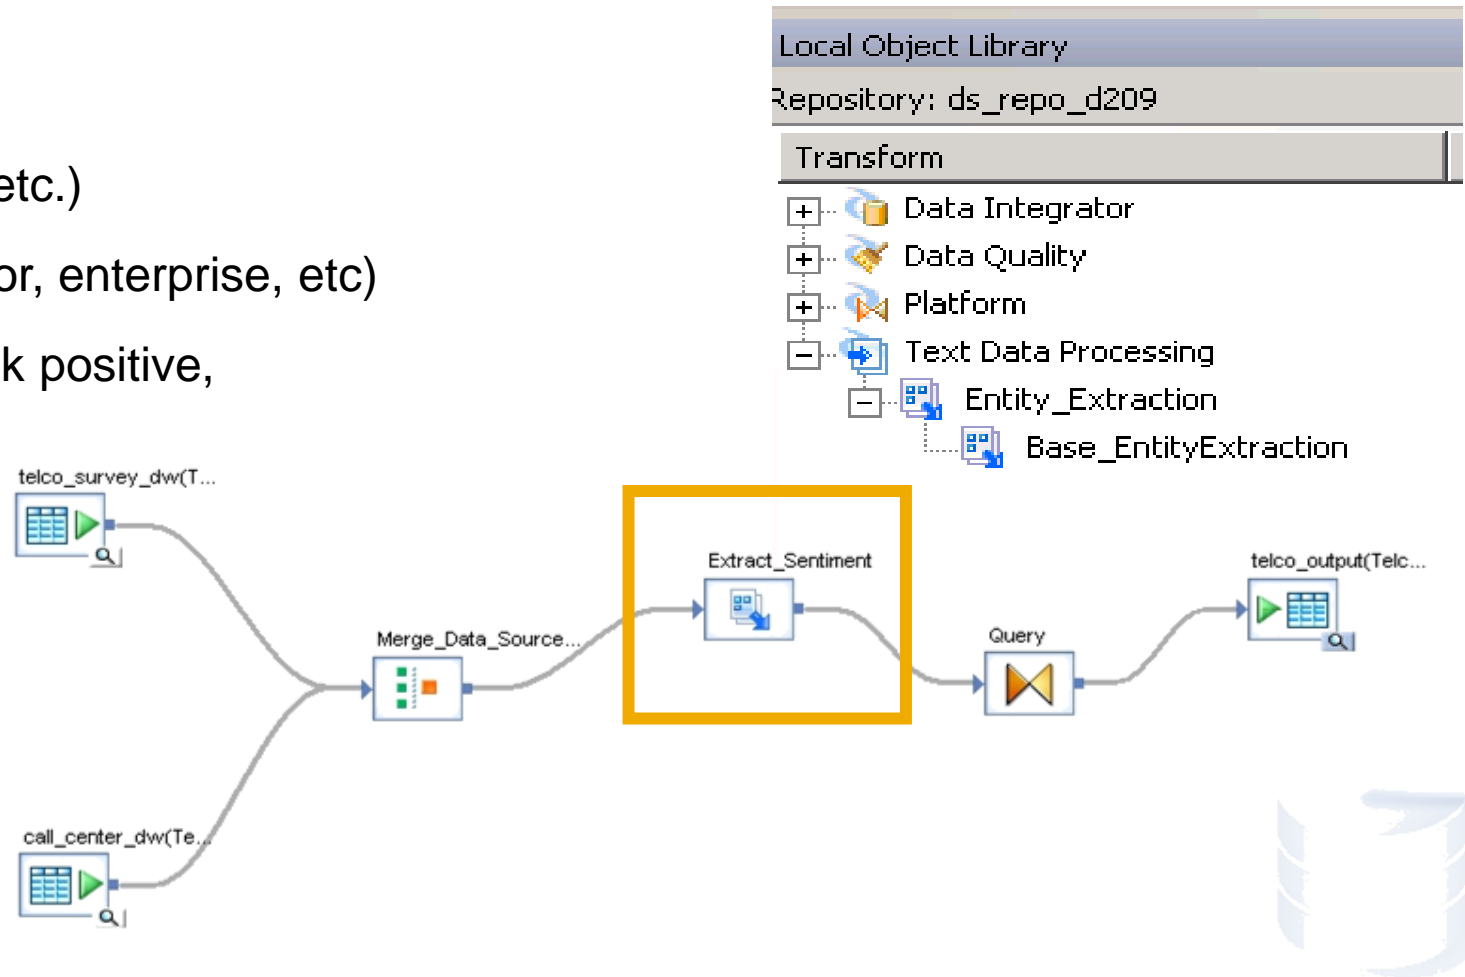 Local Object Library
Repository: ds_repo_d209
Transform
Data Integrator
Data Quality
Platform
Text Data Processing
Entity_Extraction
Base_EntityExtraction
etc.)
or, enterprise, etc)
k positive,
telco_survey_dw(T...
Extract_Sentiment
telco_output(Telc...
Merge_Data_Source...
Query
call_center_dw(Te...